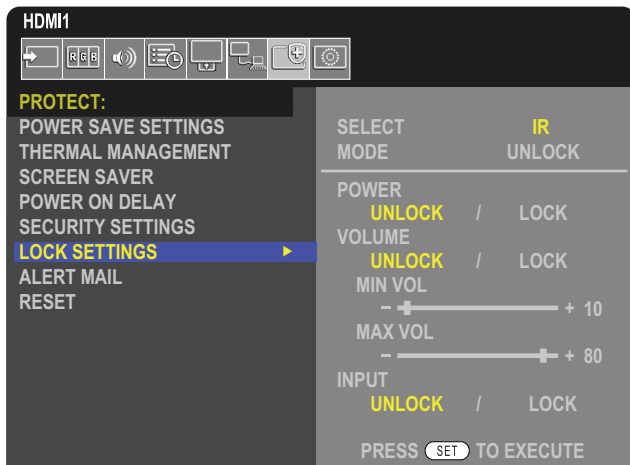 HDMI1
R G B
PROTECT:
POWER SAVE SETTINGS
THERMAL MANAGEMENT
SCREEN SAVER
POWER ON DELAY
SECURITY SETTINGS
LOCK SETTINGS
ALERT MAIL
RESET
SELECT IR
MODE UNLOCK
POWER
UNLOCK / LOCK
VOLUME
UNLOCK / LOCK
MIN VOL
- + 10
MAX VOL
- + 80
INPUT
UNLOCK / LOCK
PRESS SET TO EXECUTE